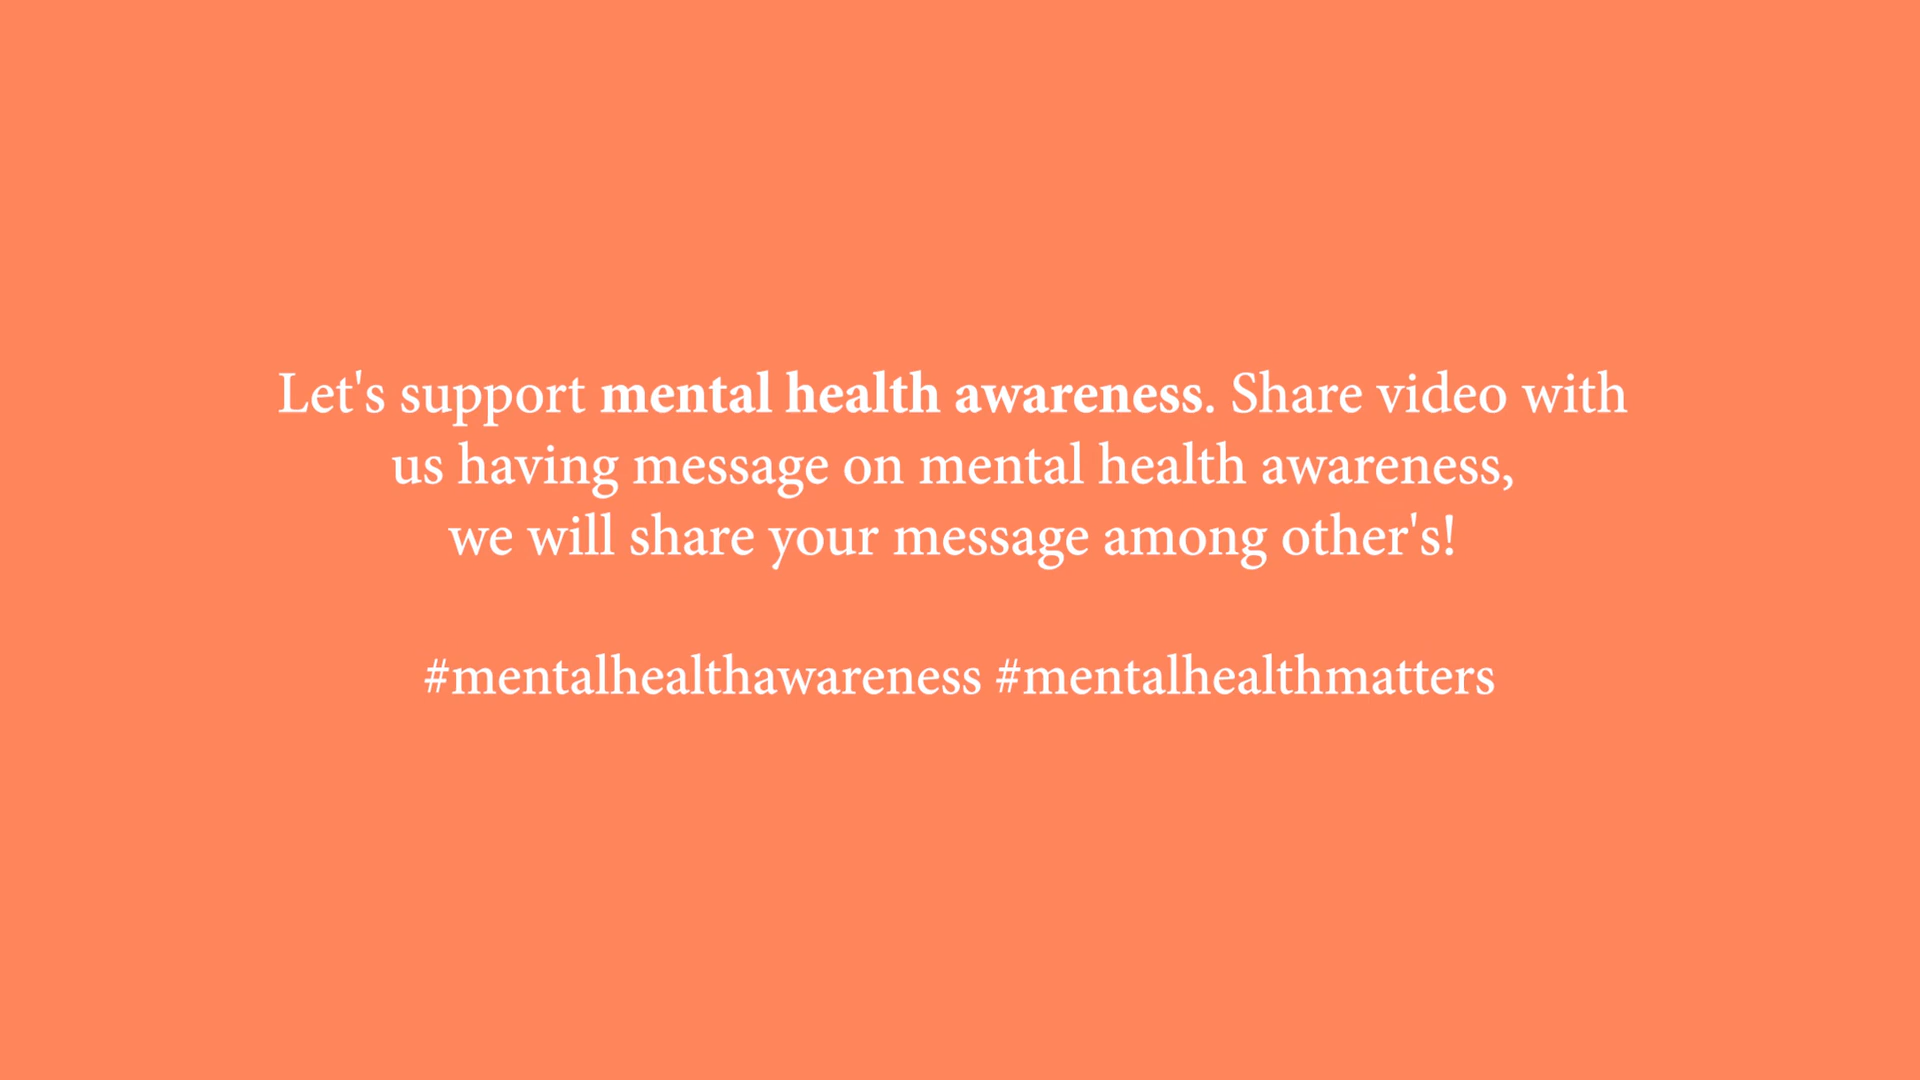 Let's support mental health awareness. Share video with
us having message on mental health awareness,
we will share your message among other's!
#mentalhealthawareness #mentalhealthmatters